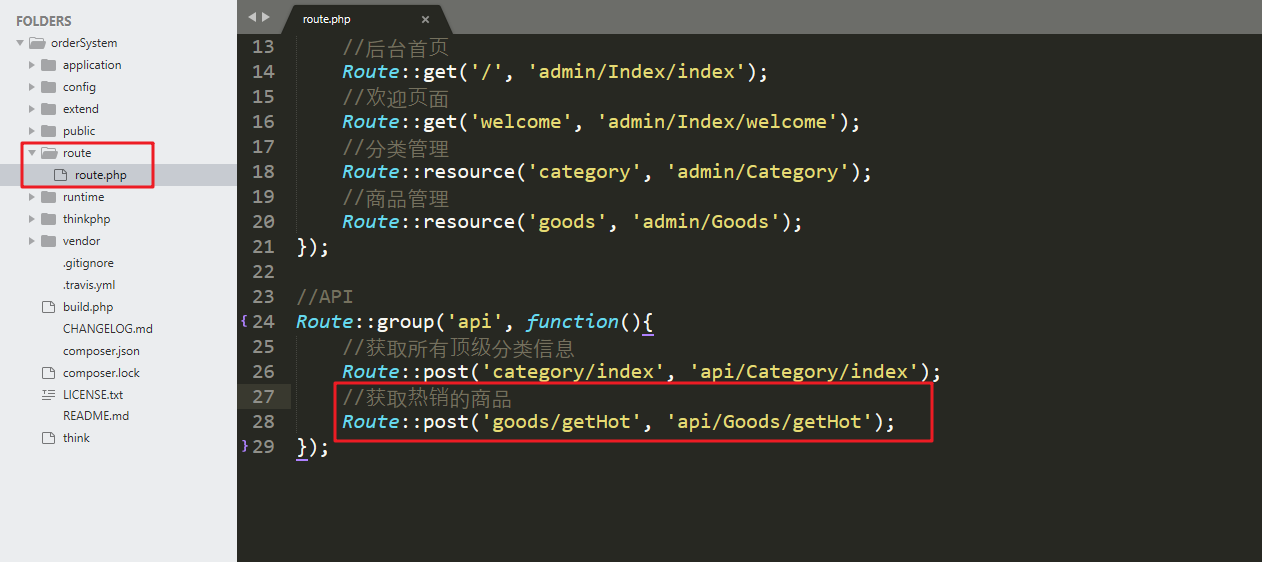 FOLDERS
orderSystem
application
config
extend
public
route
route.php
runtime
thinkphp
vendor
.gitignore
.travis.yml
build.php
CHANGELOG.md
composer.json
composer.lock
LICENSE.txt
README.md
think
route.php ×
13 //后台首页
14 Route::get('/', 'admin/Index/index');
15 //欢迎页面
16 Route::get('welcome', 'admin/Index/welcome');
17 //分类管理
18 Route::resource('category', 'admin/Category');
19 //商品管理
20 Route::resource('goods', 'admin/Goods');
21 });
22
23 //API
{ 24 Route::group('api', function(){
25 //获取所有顶级分类信息
26 Route::post('category/index', 'api/Category/index');
27 //获取热销的商品
28 Route::post('goods/getHot', 'api/Goods/getHot');
} 29 });